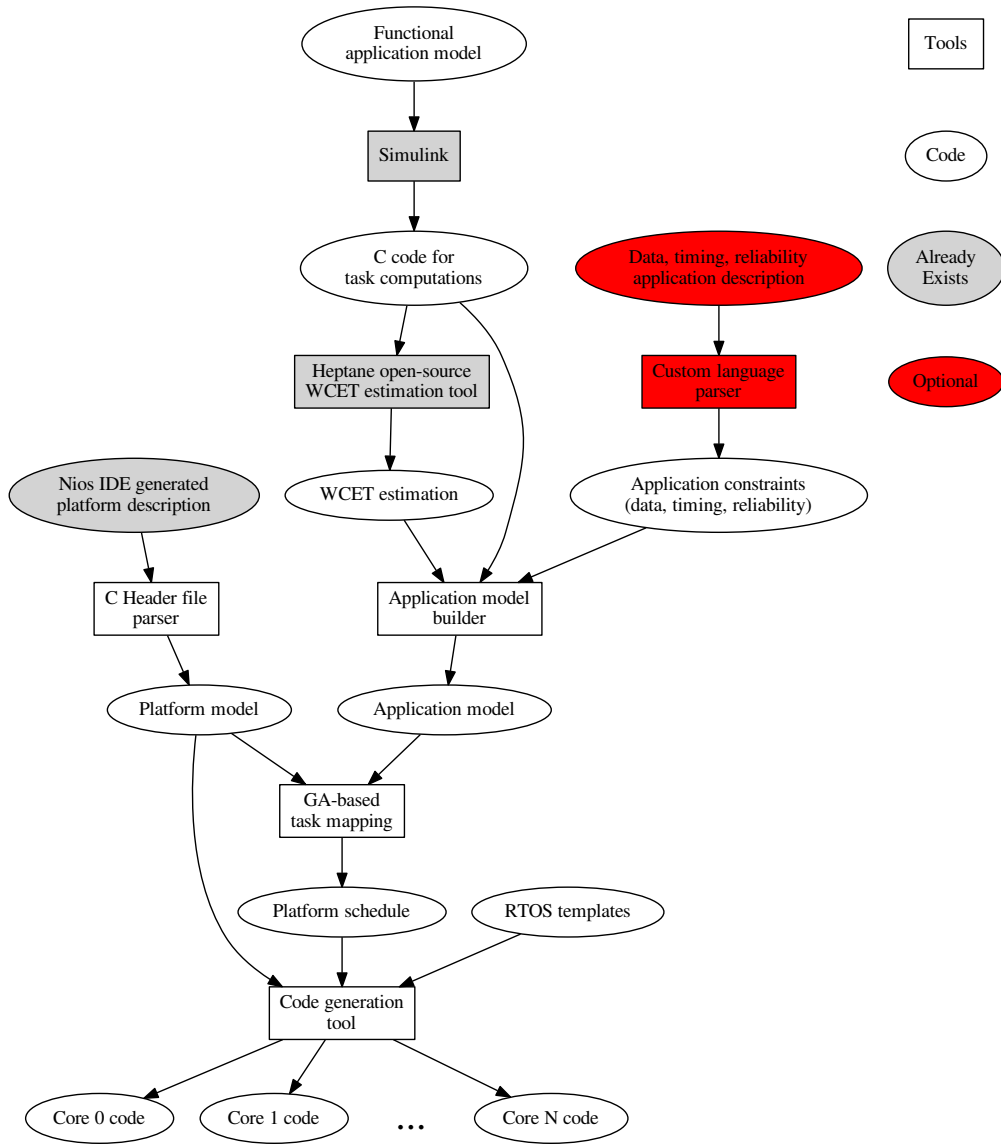 Functional
application model
Tools
Simulink
Code
C code for
task computations
Data, timing, reliability
application description
Already
Exists
Heptane open-source
WCET estimation tool
Custom language
parser
Optional
Nios IDE generated
platform description
WCET estimation
Application constraints
(data, timing, reliability)
C Header file
parser
Application model
builder
Platform model
Application model
GA-based
task mapping
Platform schedule
RTOS templates
Code generation
tool
Core 0 code
Core 1 code
...
Core N code